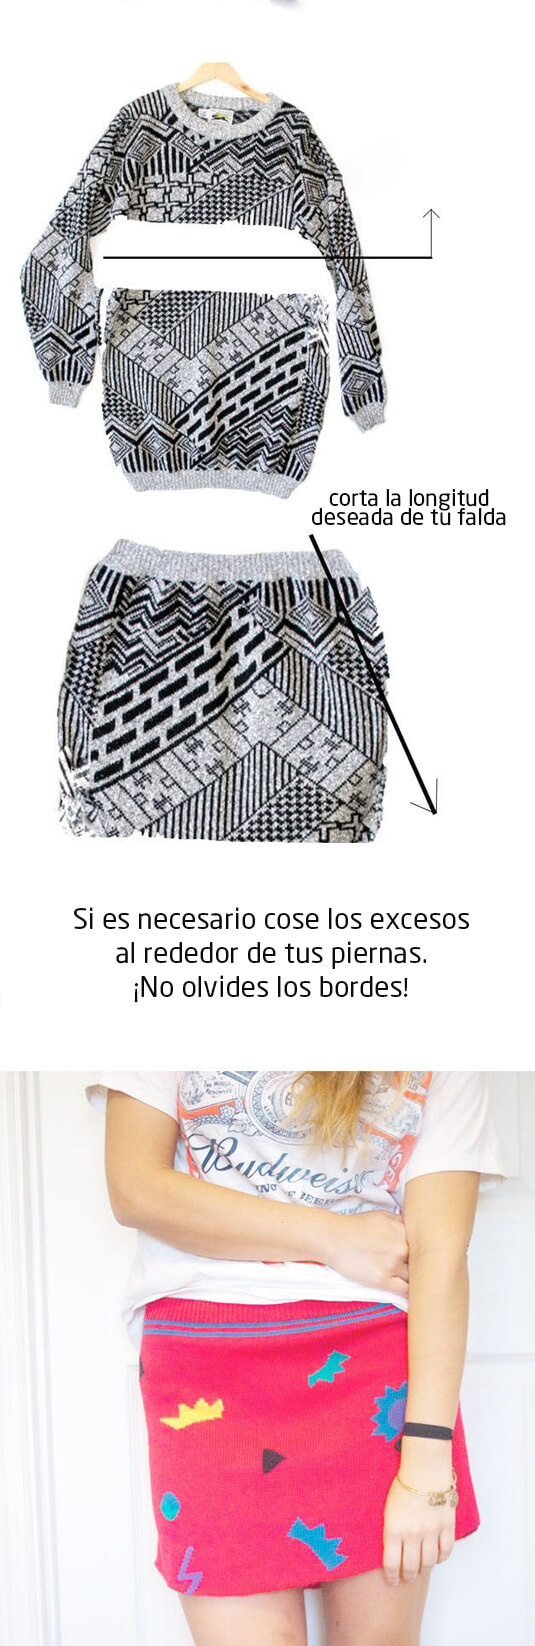 corta la longitud
deseada de tu falda
Si es necesario cose los excesos
al rededor de tus piernas.
¡No olvides los bordes!
Budweiser